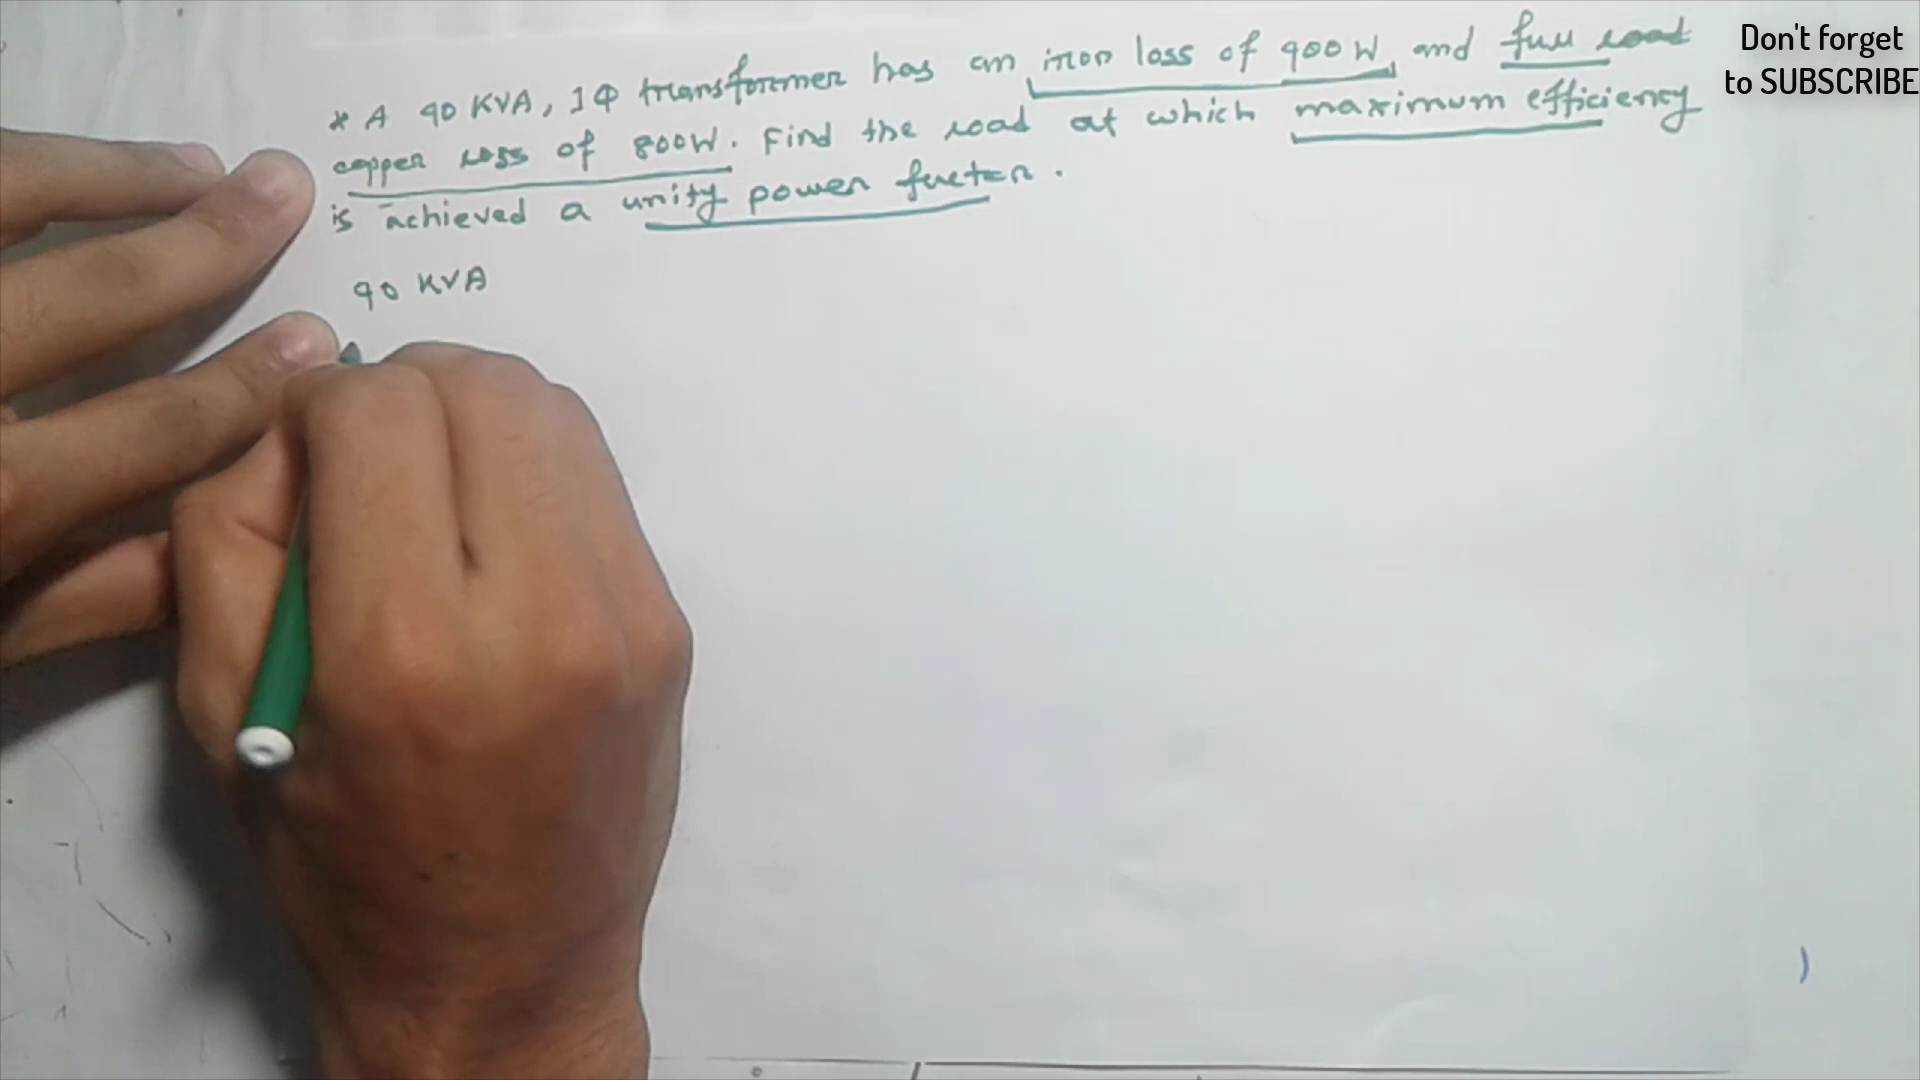 * A 90 KVA, 1Φ transformer has an iron loss of 900W and full load
copper loss of 800W. Find the load at which maximum efficiency
is achieved a unity power factor.
90 KVA
Don't forget
to SUBSCRIBE